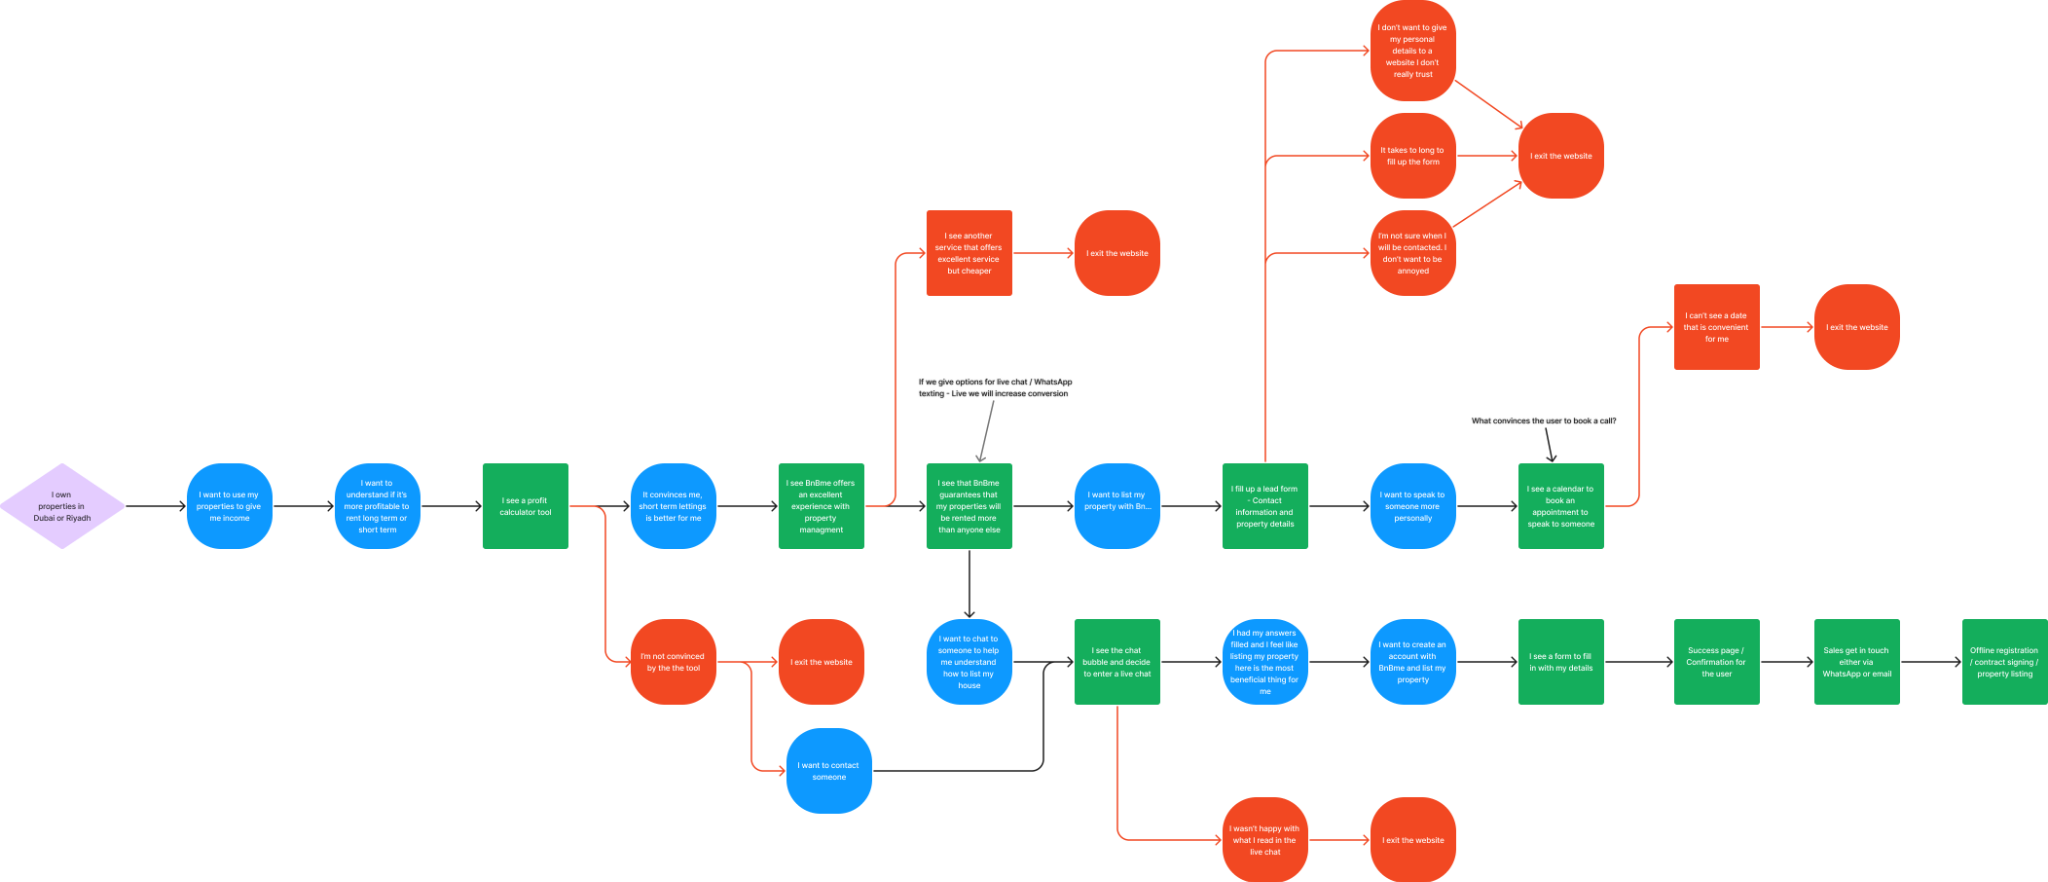 I don't want to give
my personal
details to a
website I don't
really trust
It takes to long to
fill up the form
I exit the website
I'm not sure when I
will be contacted. I
don't want to be
annoyed
I see another
service that offers
excellent service
but cheaper
I exit the website
I can't see a date
that is convenient
for me
I exit the website
If we give options for live chat / WhatsApp
texting - Live we will increase conversion
What convinces the user to book a call?
I own
properties in
Dubai or Riyadh
I want to use my
properties to give
me income
I want to
understand if it's
more profitable to
rent long term or
short term
I see a profit
calculator tool
It convinces me,
short term lettings
is better for me
I see BnBme offers
an excellent
experience with
property
managment
I see that BnBme
guarantees that
my properties will
be rented more
than anyone else
I want to list my
property with Bn...
I fill up a lead form
- Contact
information and
property details
I want to speak to
someone more
personally
I see a calendar to
book an
appointment to
speak to someone
I'm not convinced
by the the tool
I exit the website
I want to chat to
someone to help
me understand
how to list my
house
I see the chat
bubble and decide
to enter a live chat
I had my answers
filled and I feel like
listing my property
here is the most
beneficial thing for
me
I want to create an
account with
BnBme and list my
property
I see a form to fill
in with my details
Success page /
Confirmation for
the user
Sales get in touch
either via
WhatsApp or email
Offline registration
/ contract signing /
property listing
I want to contact
someone
I wasn't happy with
what I read in the
live chat
I exit the website